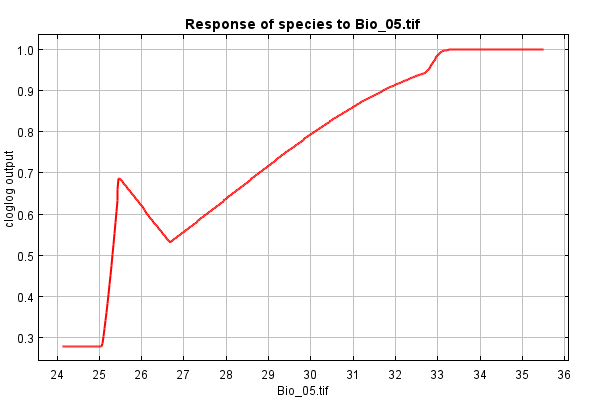 Response of species to Bio_05.tif
cloglog output
1.0
0.9
0.8
0.7
0.6
0.5
0.4
0.3
24 25 26 27 28 29 30 31 32 33 34 35 36
Bio_05.tif